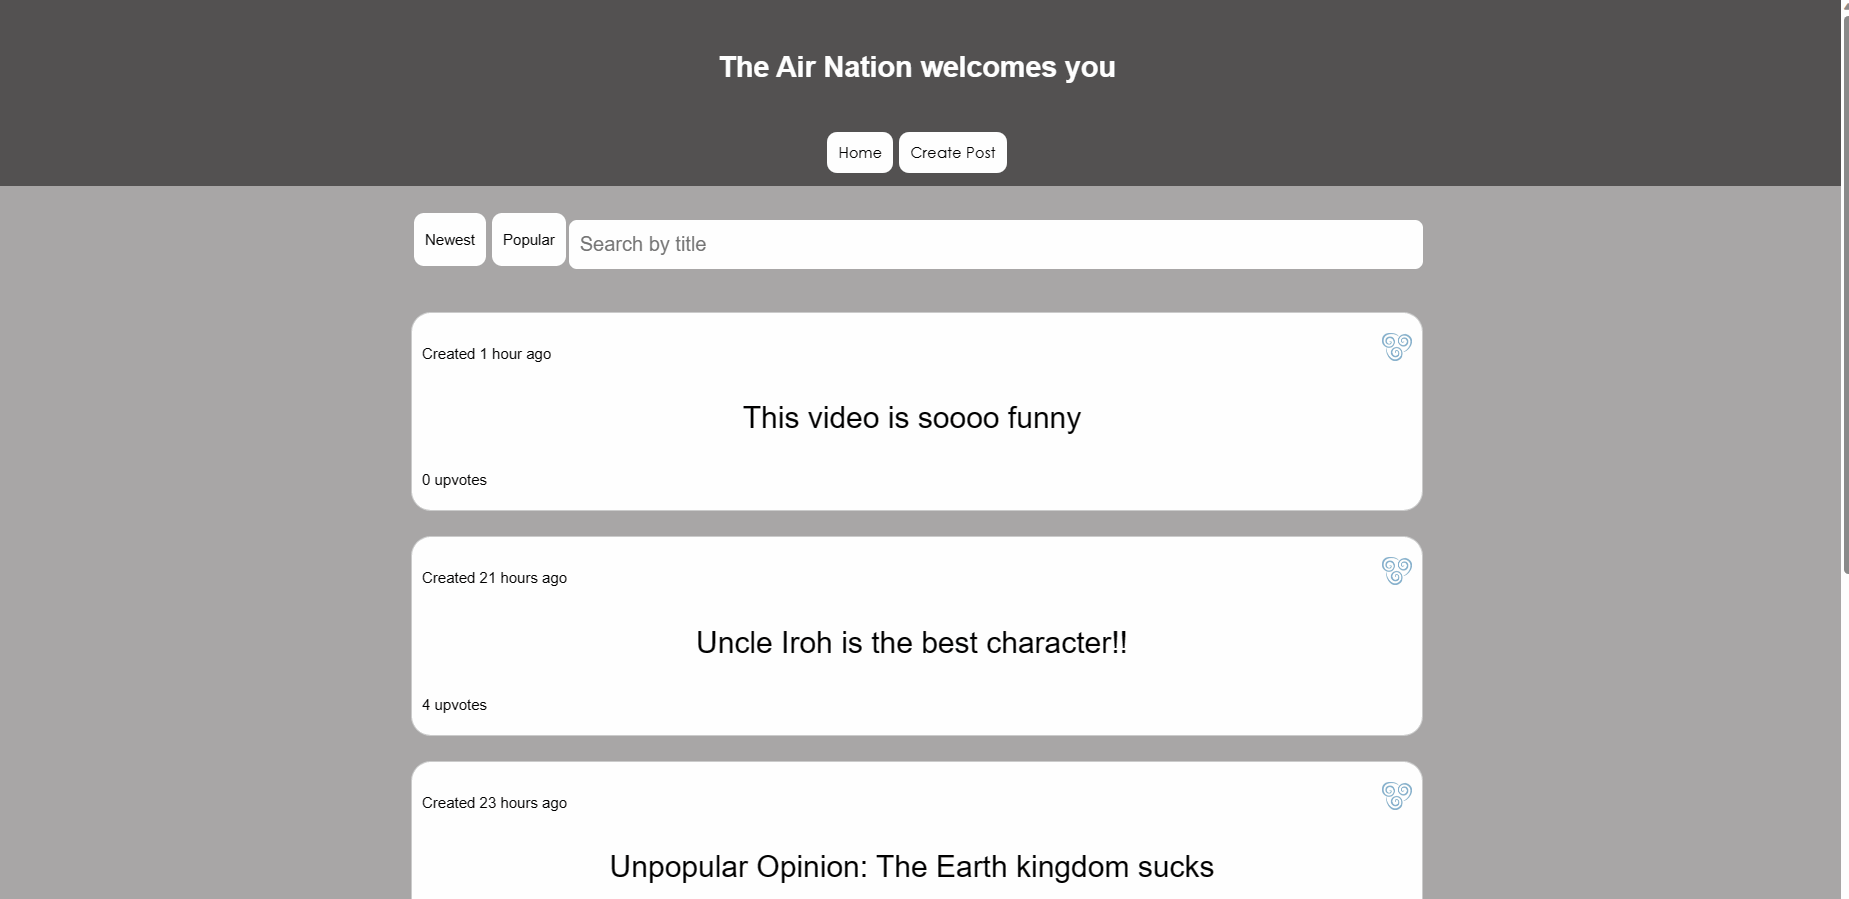 The Air Nation welcomes you
Home Create Post
Newest Popular Search by title
Created 1 hour ago
This video is soooo funny
0 upvotes
Created 21 hours ago
Uncle Iroh is the best character!!
4 upvotes
Created 23 hours ago
Unpopular Opinion: The Earth kingdom sucks